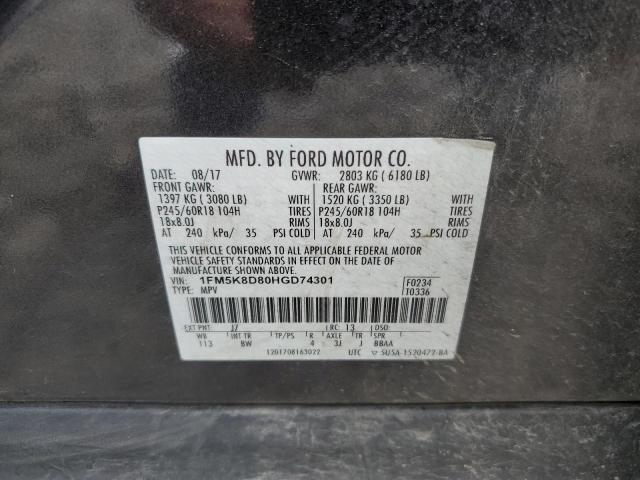 MFD. BY FORD MOTOR CO.
DATE: 08/17 GVWR: 2803 KG ( 6180 LB)
FRONT GAWR: REAR GAWR:
1397 KG ( 3080 LB) 1520 KG ( 3350 LB)
P245/60R18 104H TIRES P245/60R18 104H TIRES
18x8.0J RIMS 18x8.0J RIMS
AT 240 kPa/ 35 PSI COLD AT 240 kPa/ 35 PSI COLD
THIS VEHICLE CONFORMS TO ALL APPLICABLE FEDERAL MOTOR
VEHICLE SAFETY STANDARDS IN EFFECT ON THE DATE OF
MANUFACTURE SHOWN ABOVE.
VIN: 1FM5K8D80HGD74301 F0234
TYPE: MPV T0336
EXT PNT: J7 RC: 13 DSO:
WB INT TR TP/PS R AXLE TR SPR
113 BW 4 3J J BBAA
1201708163022 UTC 5U5A-1520472-BA